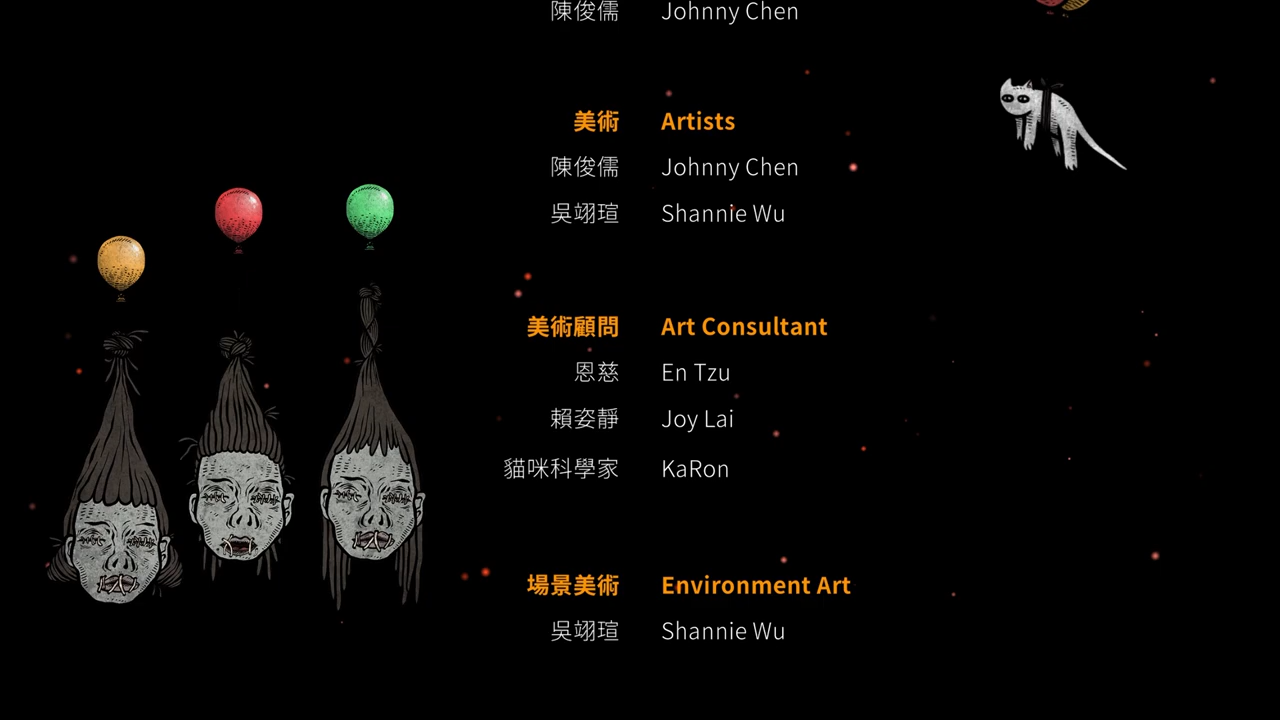 陳俊儒 Johnny Chen
美術 Artists
陳俊儒 Johnny Chen
吳翊瑄 Shannie Wu
美術顧問 Art Consultant
恩慈 En Tzu
賴姿靜 Joy Lai
貓咪科學家 KaRon
場景美術 Environment Art
吳翊瑄 Shannie Wu